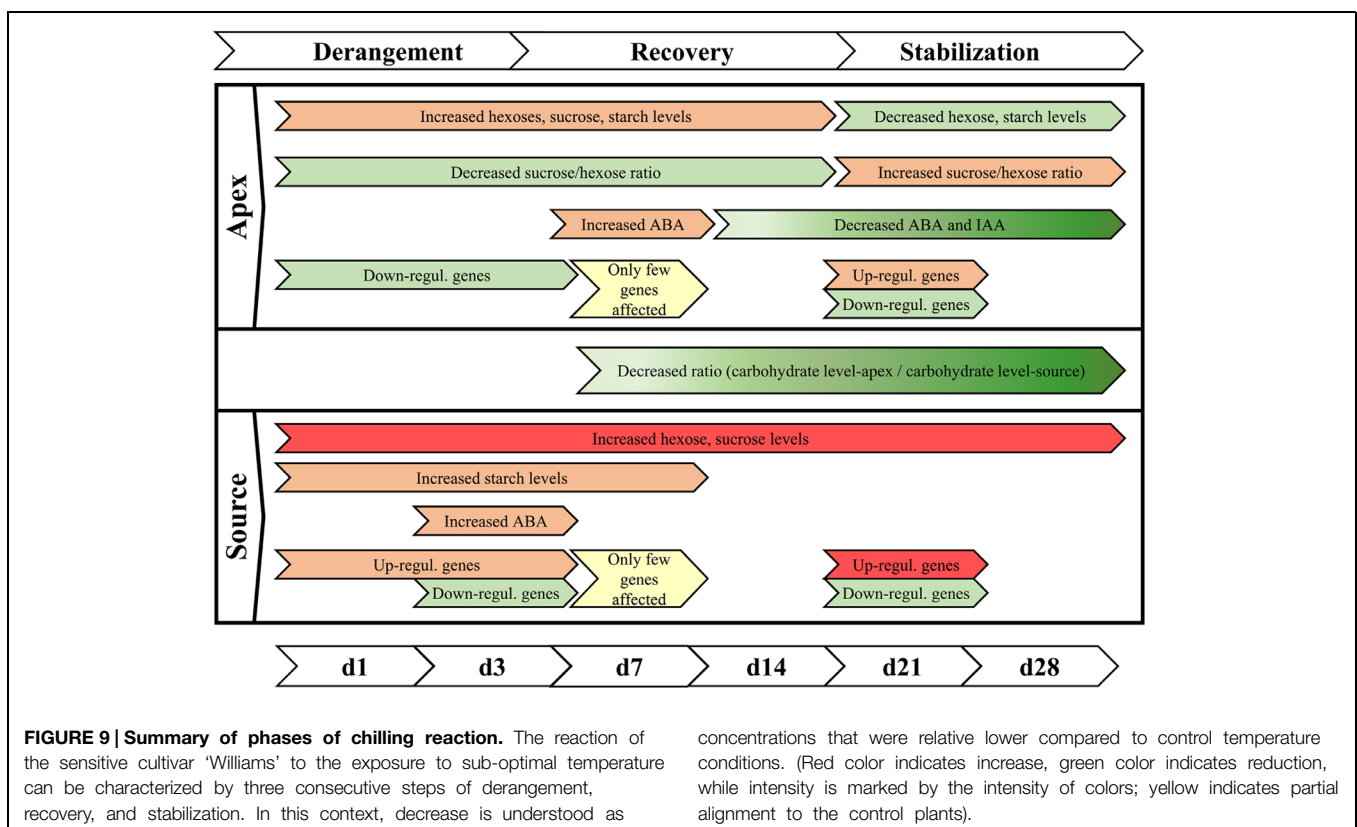 Derangement Recovery Stabilization
Apex
Increased hexoses, sucrose, starch levels Decreased hexose, starch levels
Decreased sucrose/hexose ratio Increased sucrose/hexose ratio
Increased ABA Decreased ABA and IAA
Down-regul. genes
Only few
genes
affected
Up-regul. genes
Down-regul. genes
Decreased ratio (carbohydrate level-apex / carbohydrate level-source)
Source
Increased hexose, sucrose levels
Increased starch levels
Increased ABA
Up-regul. genes
Down-regul. genes
Only few
genes
affected
Up-regul. genes
Down-regul. genes
d1 d3 d7 d14 d21 d28
FIGURE 9 | Summary of phases of chilling reaction. The reaction of
the sensitive cultivar ‘Williams’ to the exposure to sub-optimal temperature
can be characterized by three consecutive steps of derangement,
recovery, and stabilization. In this context, decrease is understood as
concentrations that were relative lower compared to control temperature
conditions. (Red color indicates increase, green color indicates reduction,
while intensity is marked by the intensity of colors; yellow indicates partial
alignment to the control plants).